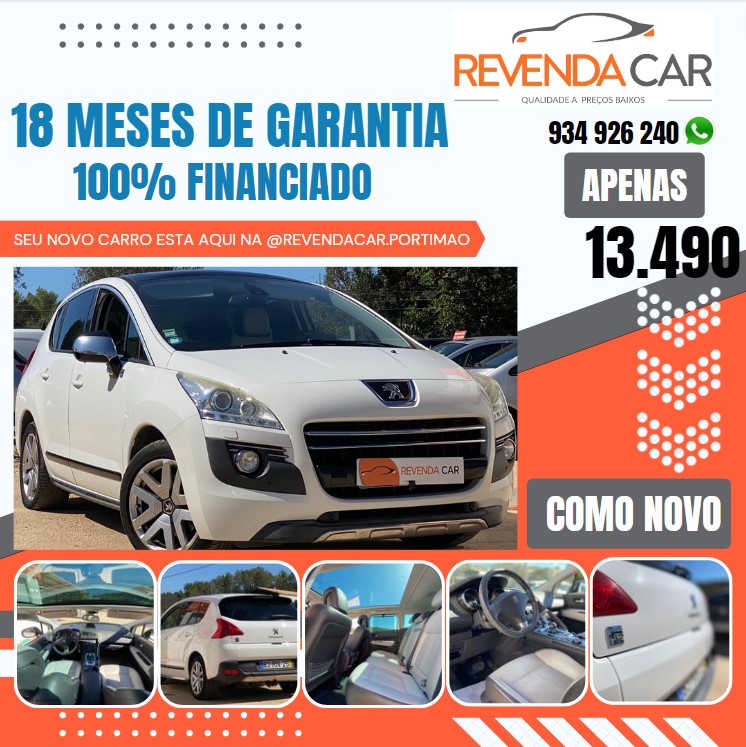 REVENDA CAR
QUALIDADE A PREÇOS BAIXOS
18 MESES DE GARANTIA
100% FINANCIADO
934 926 240
APENAS
13.490
SEU NOVO CARRO ESTA AQUI NA @REVENDACAR.PORTIMAO
REVENDA CAR
COMO NOVO